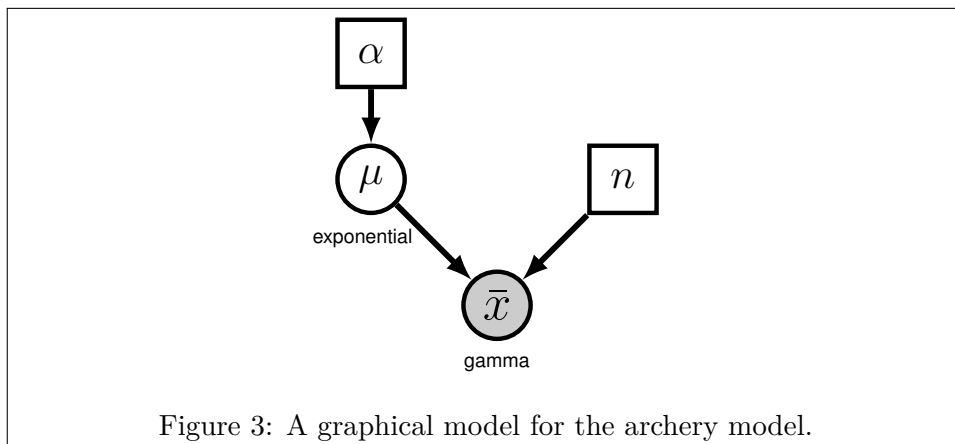 α
μ
n
exponential
x̄
gamma
Figure 3: A graphical model for the archery model.